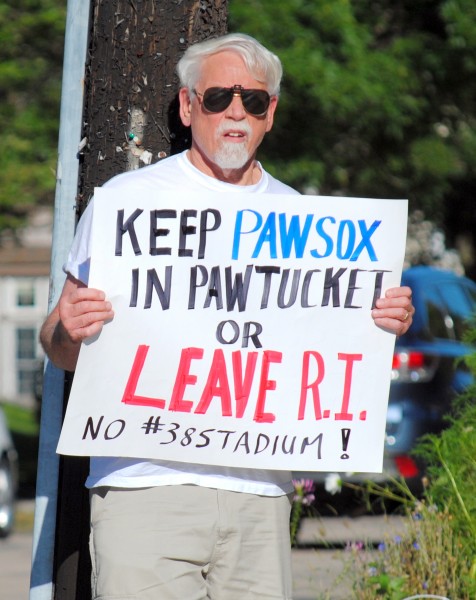 KEEP PAWSOX
IN PAWTUCKET
OR
LEAVE R.I.
NO #38STADIUM!